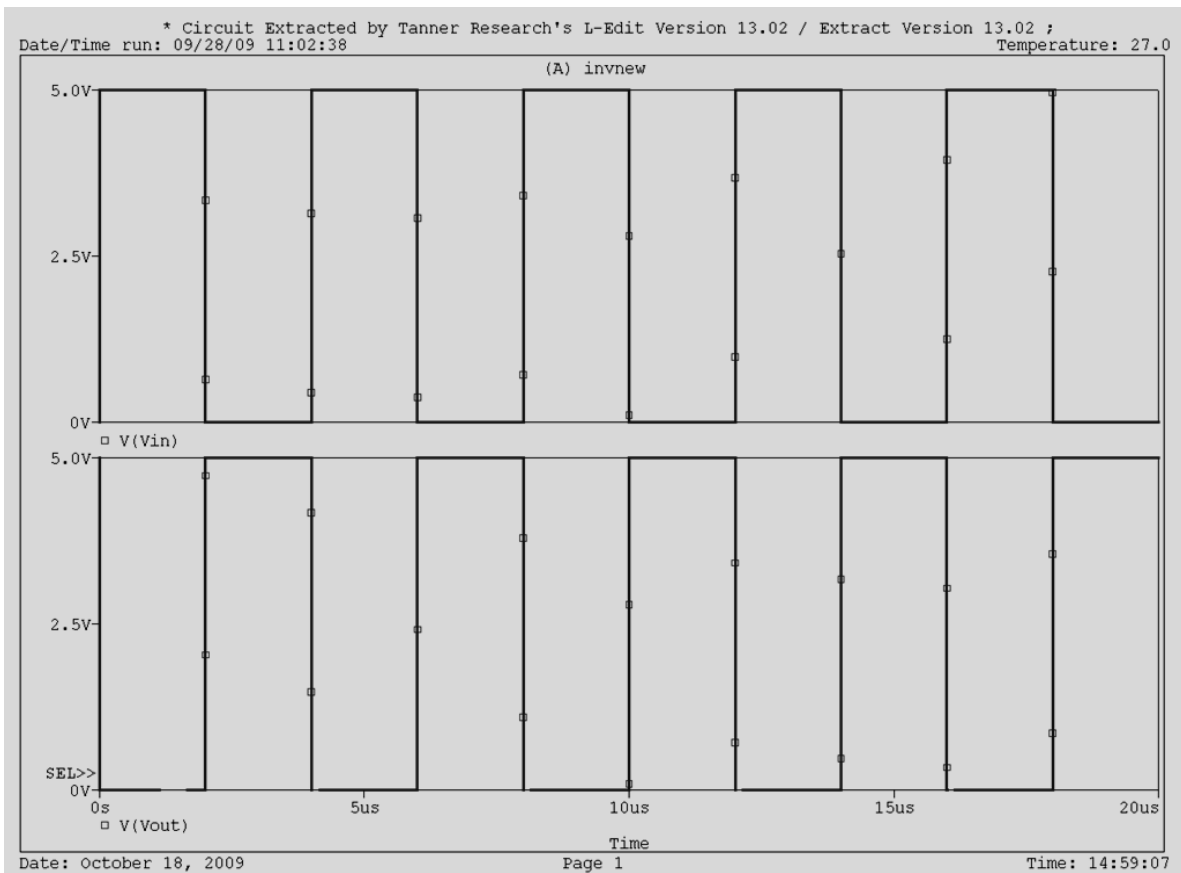 * Circuit Extracted by Tanner Research's L-Edit Version 13.02 / Extract Version 13.02 ;
Date/Time run: 09/28/09 11:02:38 Temperature: 27.0
(A) invnew
5.0V
2.5V
0V
V(Vin)
5.0V
2.5V
SEL>>
0V
0s 5us 10us 15us 20us
V(Vout)
Time
Date: October 18, 2009 Page 1 Time: 14:59:07